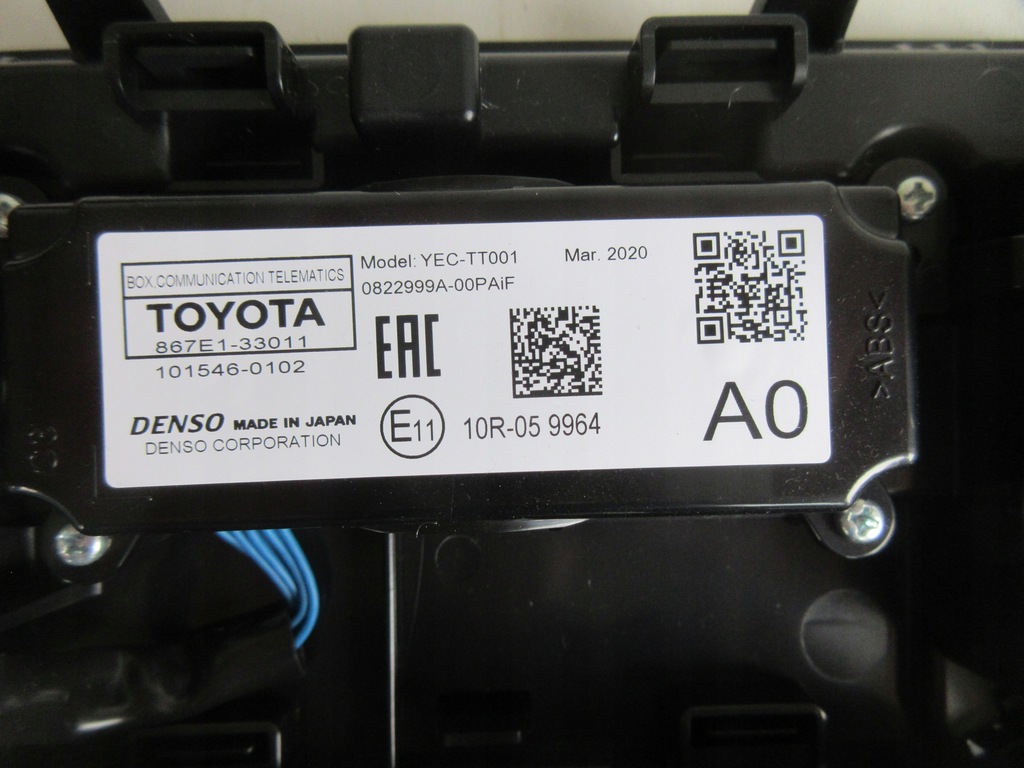 BOX,COMMUNICATION TELEMATICS
TOYOTA
867E1-33011
101546-0102
DENSO MADE IN JAPAN
DENSO CORPORATION
Model: YEC-TT001 Mar. 2020
0822999A-00PAiF
EAC
E11 10R-05 9964
A0
>ABS<